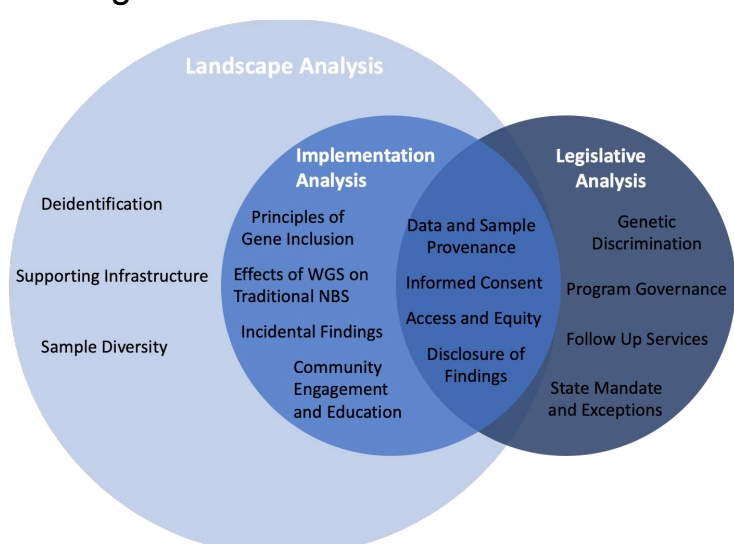 Landscape Analysis
Implementation
Analysis
Legislative
Analysis
Deidentification
Supporting Infrastructure
Sample Diversity
Principles of
Gene Inclusion
Effects of WGS on
Traditional NBS
Incidental Findings
Community
Engagement
and Education
Data and Sample
Provenance
Informed Consent
Access and Equity
Disclosure of
Findings
Genetic
Discrimination
Program Governance
Follow Up Services
State Mandate
and Exceptions